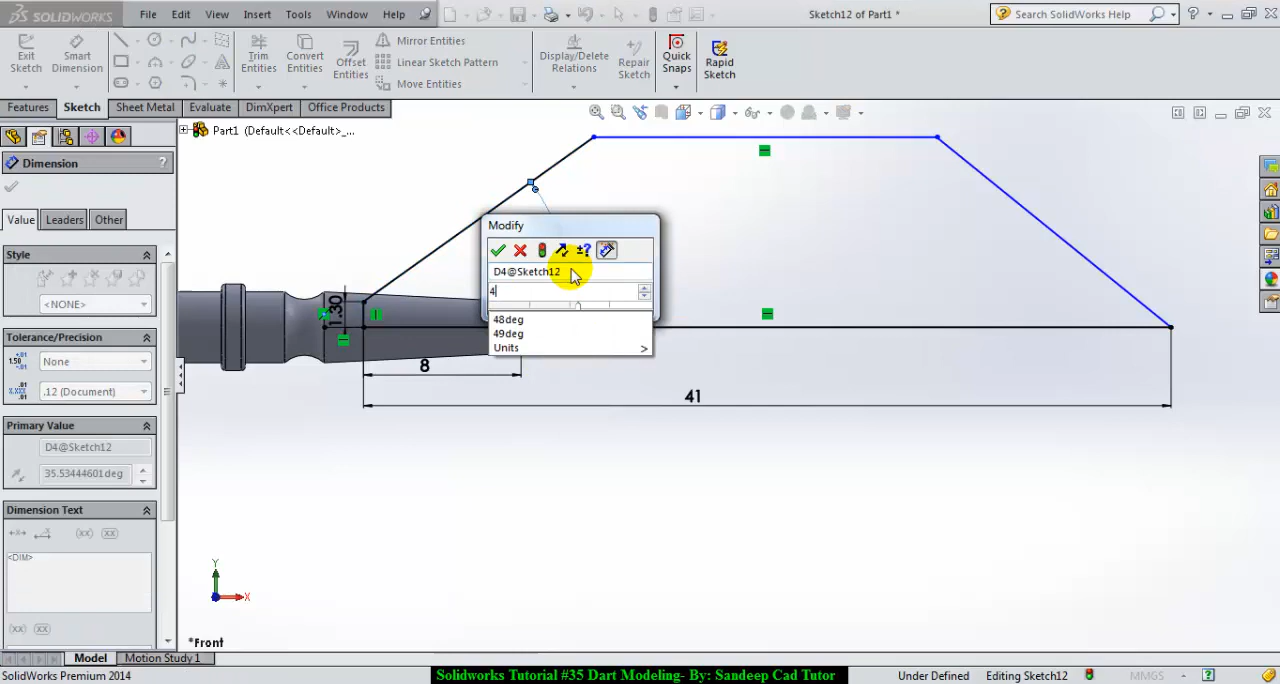 SOLIDWORKS File Edit View Insert Tools Window Help Sketch12 of Part1 * Search SolidWorks Help
Exit Sketch
Smart Dimension
Trim Entities
Convert Entities
Offset Entities
Mirror Entities
Linear Sketch Pattern
Move Entities
Display/Delete Relations
Repair Sketch
Quick Snaps
Rapid Sketch
Features Sketch Sheet Metal Evaluate DimXpert Office Products
Part1 (Default<<Default>_...
Dimension ?
Value Leaders Other
Style
<NONE>
Tolerance/Precision
None
.12 (Document)
Primary Value
D4@Sketch12
35.53444601deg
Dimension Text
<DIM>
Modify
D4@Sketch12
4
48deg
49deg
Units >
1.30
8
41
Y
X
*Front
Model Motion Study 1
SolidWorks Premium 2014 Solidworks Tutorial #35 Dart Modeling- By: Sandeep Cad Tutor Under Defined Editing Sketch12 MMGS